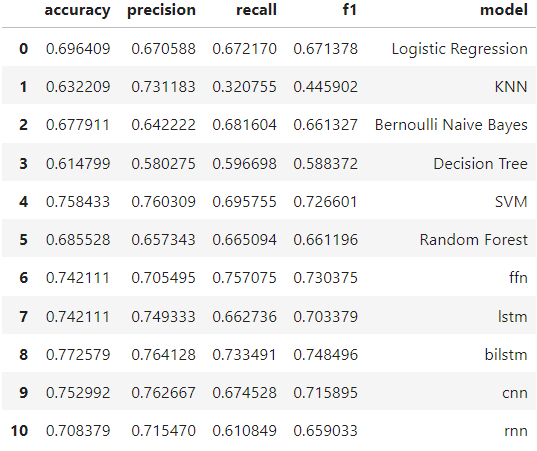 accuracy precision recall f1 model
0 0.696409 0.670588 0.672170 0.671378 Logistic Regression
1 0.632209 0.731183 0.320755 0.445902 KNN
2 0.677911 0.642222 0.681604 0.661327 Bernoulli Naive Bayes
3 0.614799 0.580275 0.596698 0.588372 Decision Tree
4 0.758433 0.760309 0.695755 0.726601 SVM
5 0.685528 0.657343 0.665094 0.661196 Random Forest
6 0.742111 0.705495 0.757075 0.730375 ffn
7 0.742111 0.749333 0.662736 0.703379 lstm
8 0.772579 0.764128 0.733491 0.748496 bilstm
9 0.752992 0.762667 0.674528 0.715895 cnn
10 0.708379 0.715470 0.610849 0.659033 rnn